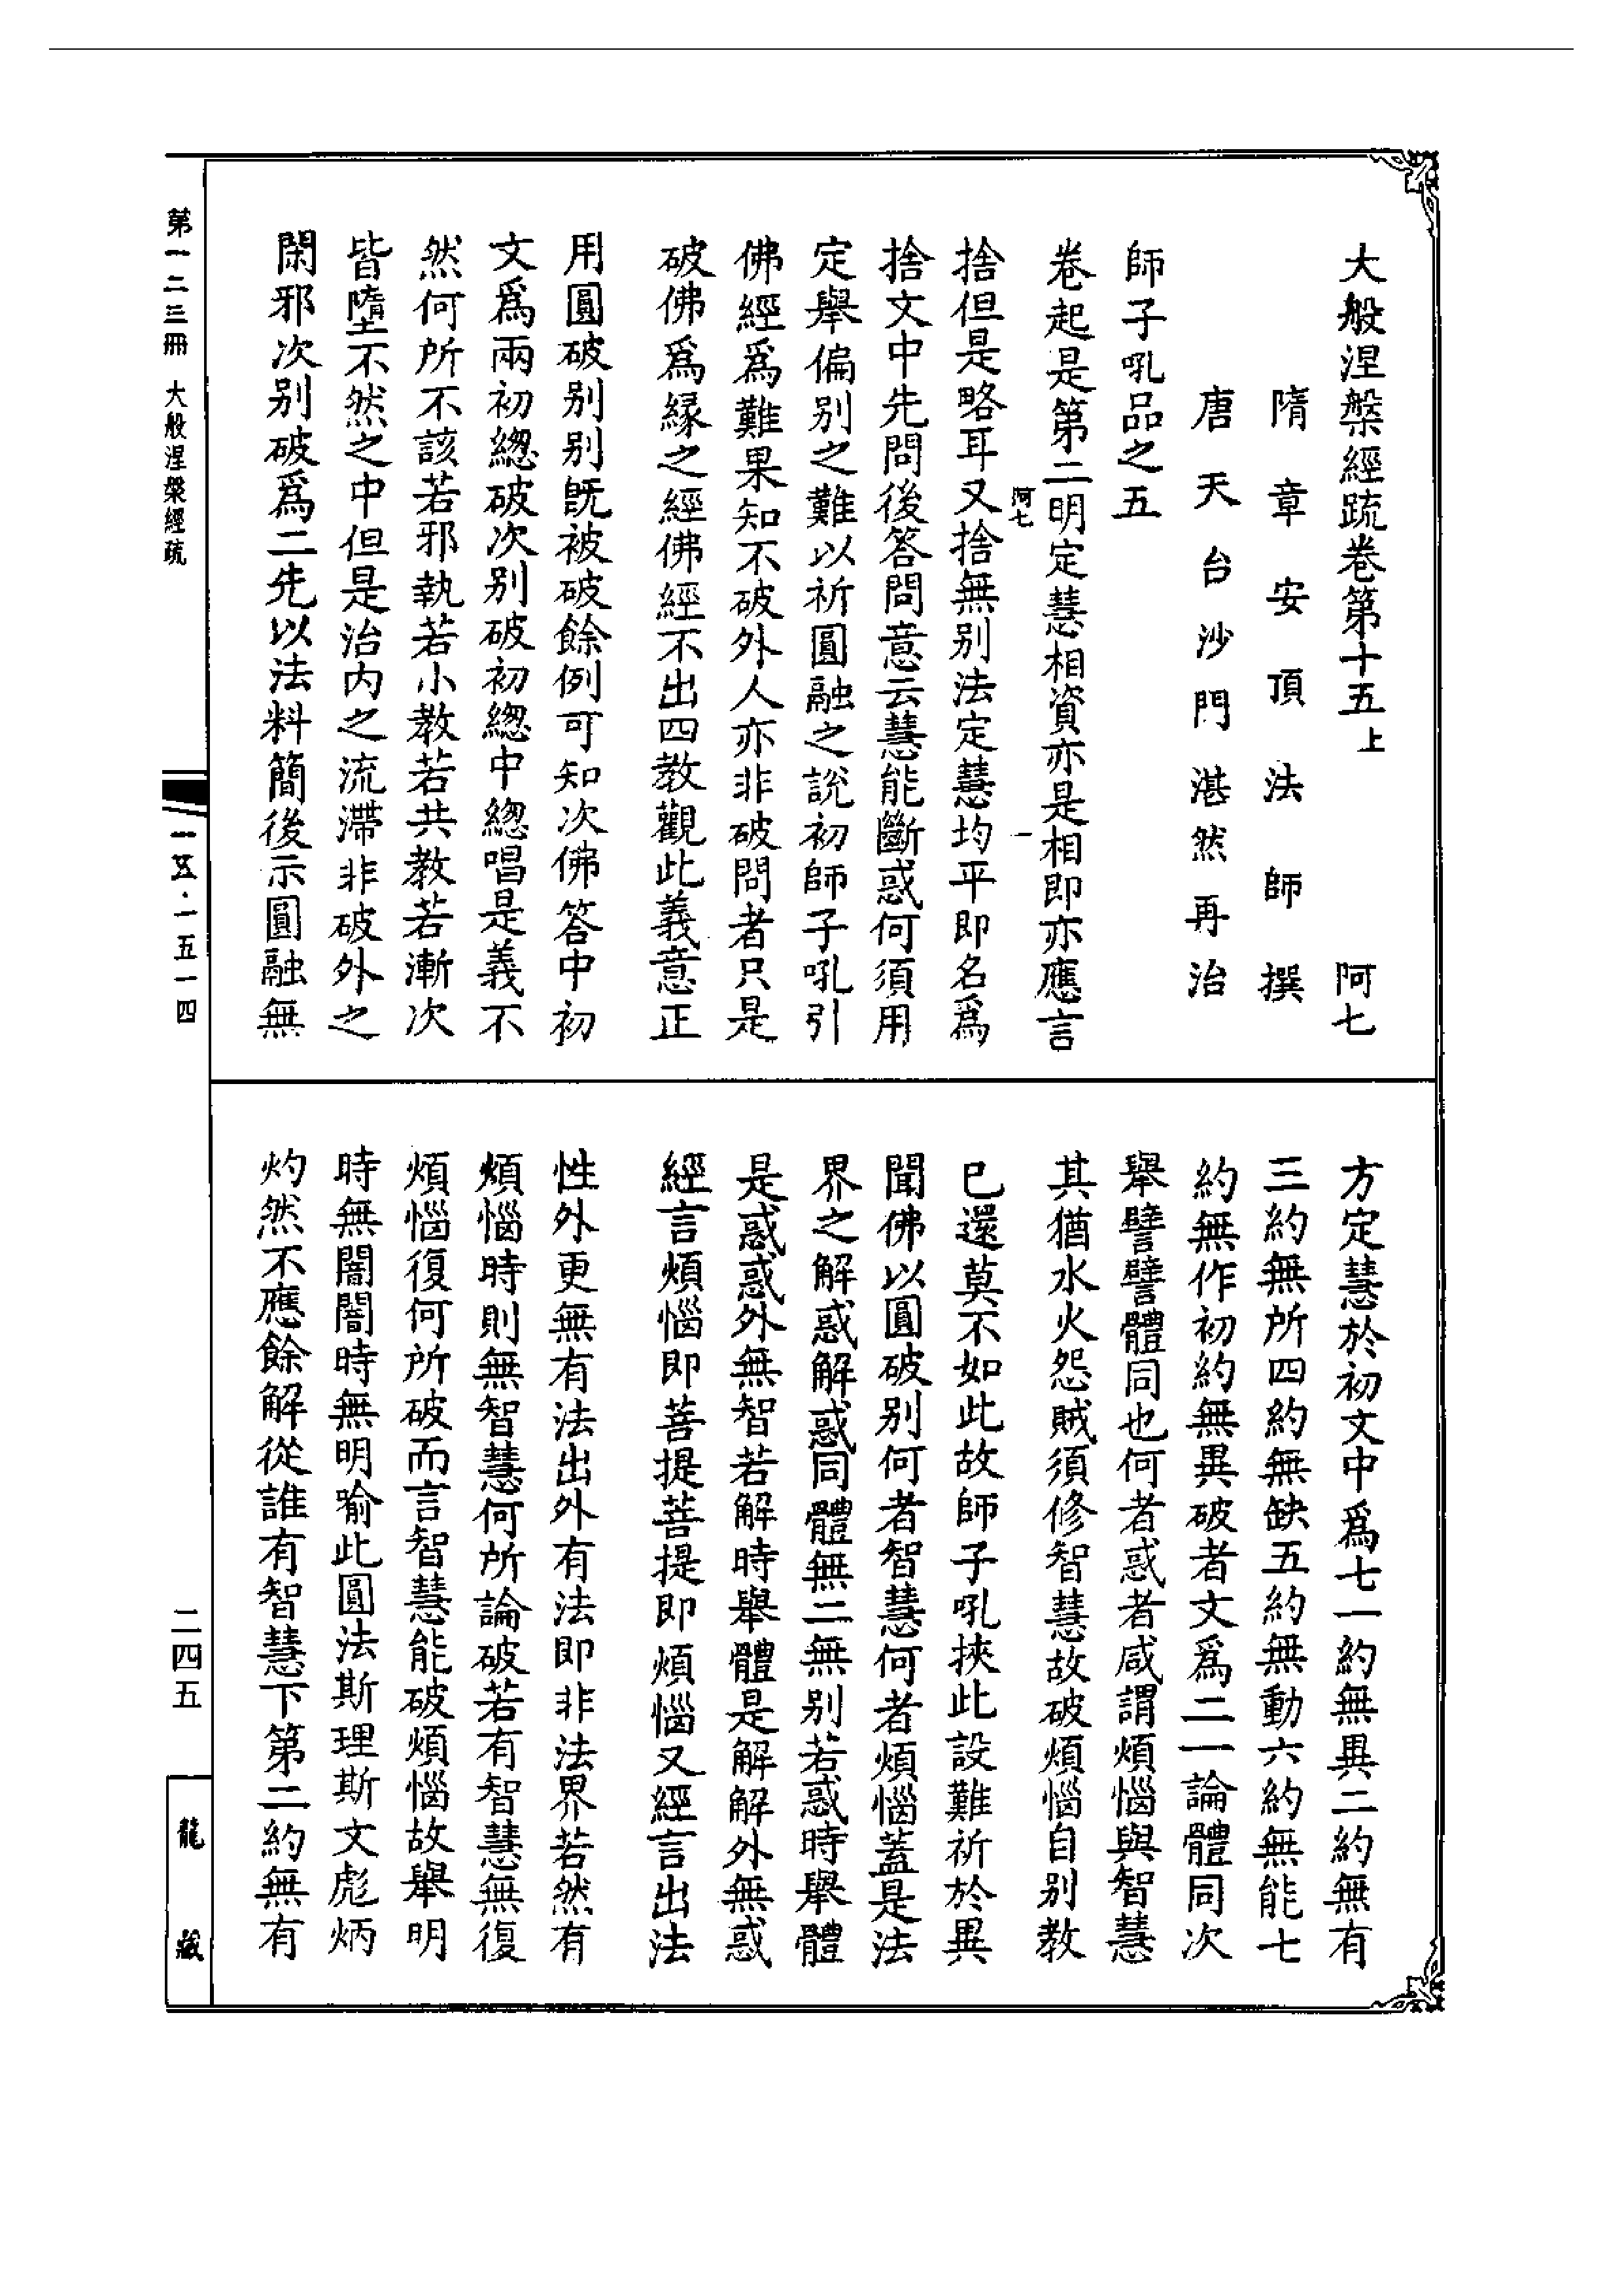 大般涅槃經疏卷第十五上　阿七
隋章安頂法師撰
唐天台沙門湛然再治
師子吼品之五
卷起是第二明定慧相資亦是相即亦應言
阿七　一
捨但是略耳又捨無别法定慧均平即名爲
捨文中先問後答問意云慧能斷惑何須用
定舉偏别之難以祈圓融之說初師子吼引
佛經爲難果知不破外人亦非破問者只是
破佛爲緣之經佛經不出四教觀此義意正
用圓破别别旣被破餘例可知次佛答中初
文爲兩初緫破次别破初緫中緫唱是義不
然何所不該若邪執若小教若共教若漸次
皆墮不然之中但是治内之流滯非破外之
閑邪次别破爲二先以法料簡後示圓融無
方定慧於初文中爲七一約無異二約無有
三約無所四約無缺五約無動六約無能七
約無作初約無異破者文爲二一論體同次
舉譬譬體同也何者惑者咸謂煩惱與智慧
其猶水火怨賊須修智慧故破煩惱自别教
已還莫不如此故師子吼挾此設難祈於異
聞佛以圓破别何者智慧何者煩惱蓋是法
界之解惑解惑同體無二無别若惑時舉體
是惑惑外無智若解時舉體是解解外無惑
經言煩惱即菩提菩提即煩惱又經言出法
性外更無有法出外有法即非法界若然有
煩惱時則無智慧何所論破若有智慧無復
煩惱復何所破而言智慧能破煩惱故舉明
時無闇闇時無明喻此圓法斯理斯文彪炳
灼然不應餘解從誰有智慧下第二約無有
第一二三冊　大般涅槃經疏
一五·一五一四
二四五
龍藏